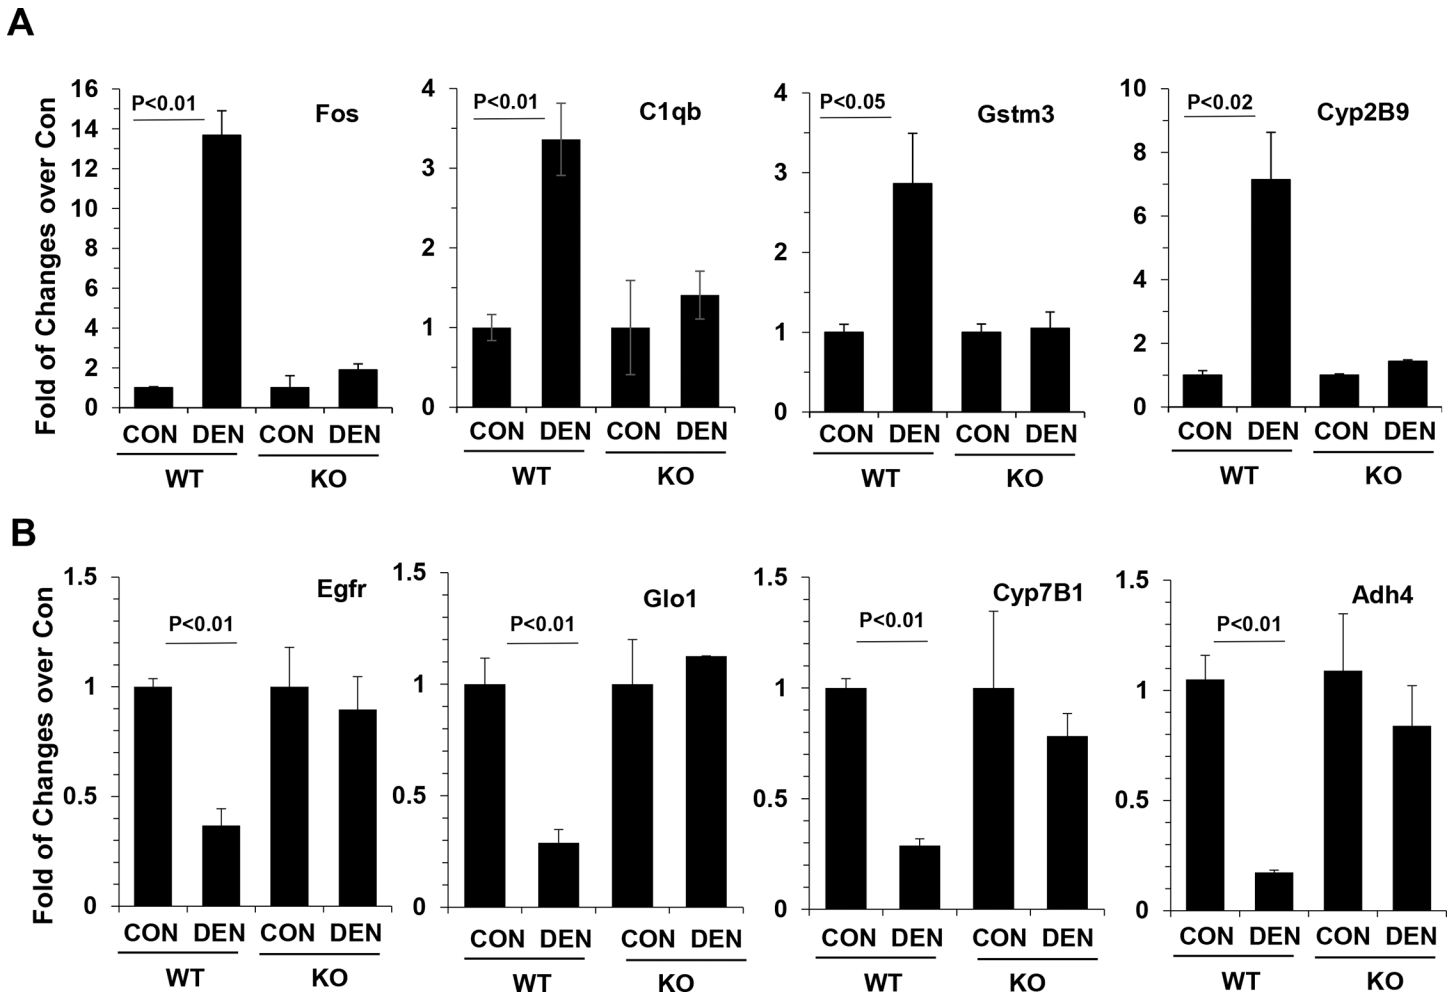 A
Fold of Changes over Con
16
14
12
10
8
6
4
2
0
P<0.01
Fos
CON DEN CON DEN
WT KO
4
3
2
1
0
P<0.01
C1qb
CON DEN CON DEN
WT KO
4
3
2
1
0
P<0.05
Gstm3
CON DEN CON DEN
WT KO
10
8
6
4
2
0
P<0.02
Cyp2B9
CON DEN CON DEN
WT KO
B
Fold of Changes over Con
1.5
1
0.5
0
Egfr
P<0.01
CON DEN CON DEN
WT KO
1.5
1
0.5
0
Glo1
P<0.01
CON DEN CON DEN
WT KO
1.5
1
0.5
0
Cyp7B1
P<0.01
CON DEN CON DEN
WT KO
1.5
1
0.5
0
Adh4
P<0.01
CON DEN CON DEN
WT KO